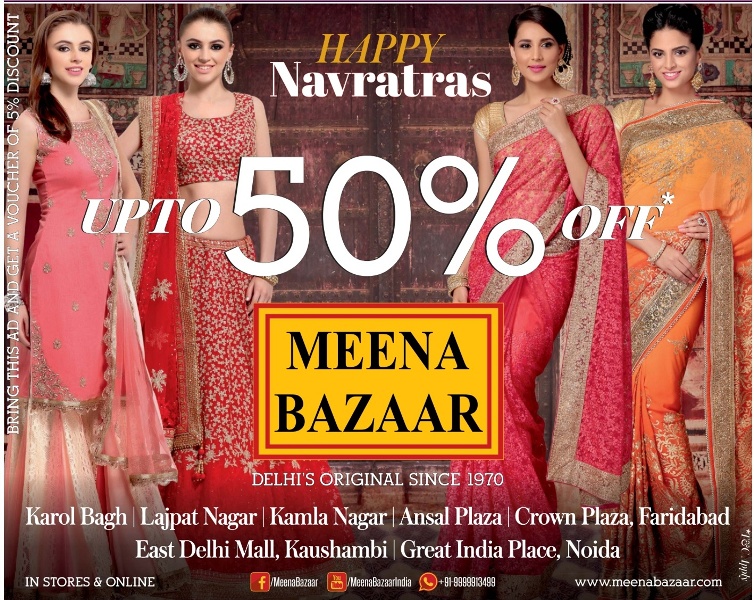 HAPPY
Navratras
UPTO 50% OFF*
MEENA
BAZAAR
DELHI'S ORIGINAL SINCE 1970
Karol Bagh | Lajpat Nagar | Kamla Nagar | Ansal Plaza | Crown Plaza, Faridabad
East Delhi Mall, Kaushambi | Great India Place, Noida
IN STORES & ONLINE
f /MeenaBazaar
You /MeenaBazaarIndia
+91-9999913499
www.meenabazaar.com
BRING THIS AD AND GET A VOUCHER OF 5% DISCOUNT
*T&C Apply